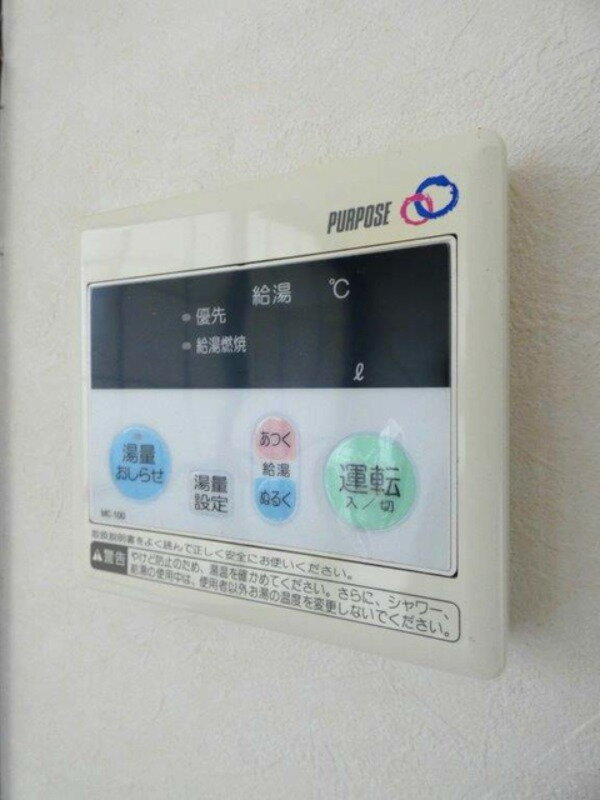 PURPOSE
給湯 ℃
優先
給湯燃焼
ℓ
湯量
おしらせ
湯量
設定
あつく
給湯
ぬるく
運転
入/切
MC-100
取扱説明書をよく読んで正しく安全にお使いください。
警告
やけど防止のため、湯温を確かめてください。さらに、シャワー、
給湯の使用中は、使用者以外お湯の温度を変更しないでください。